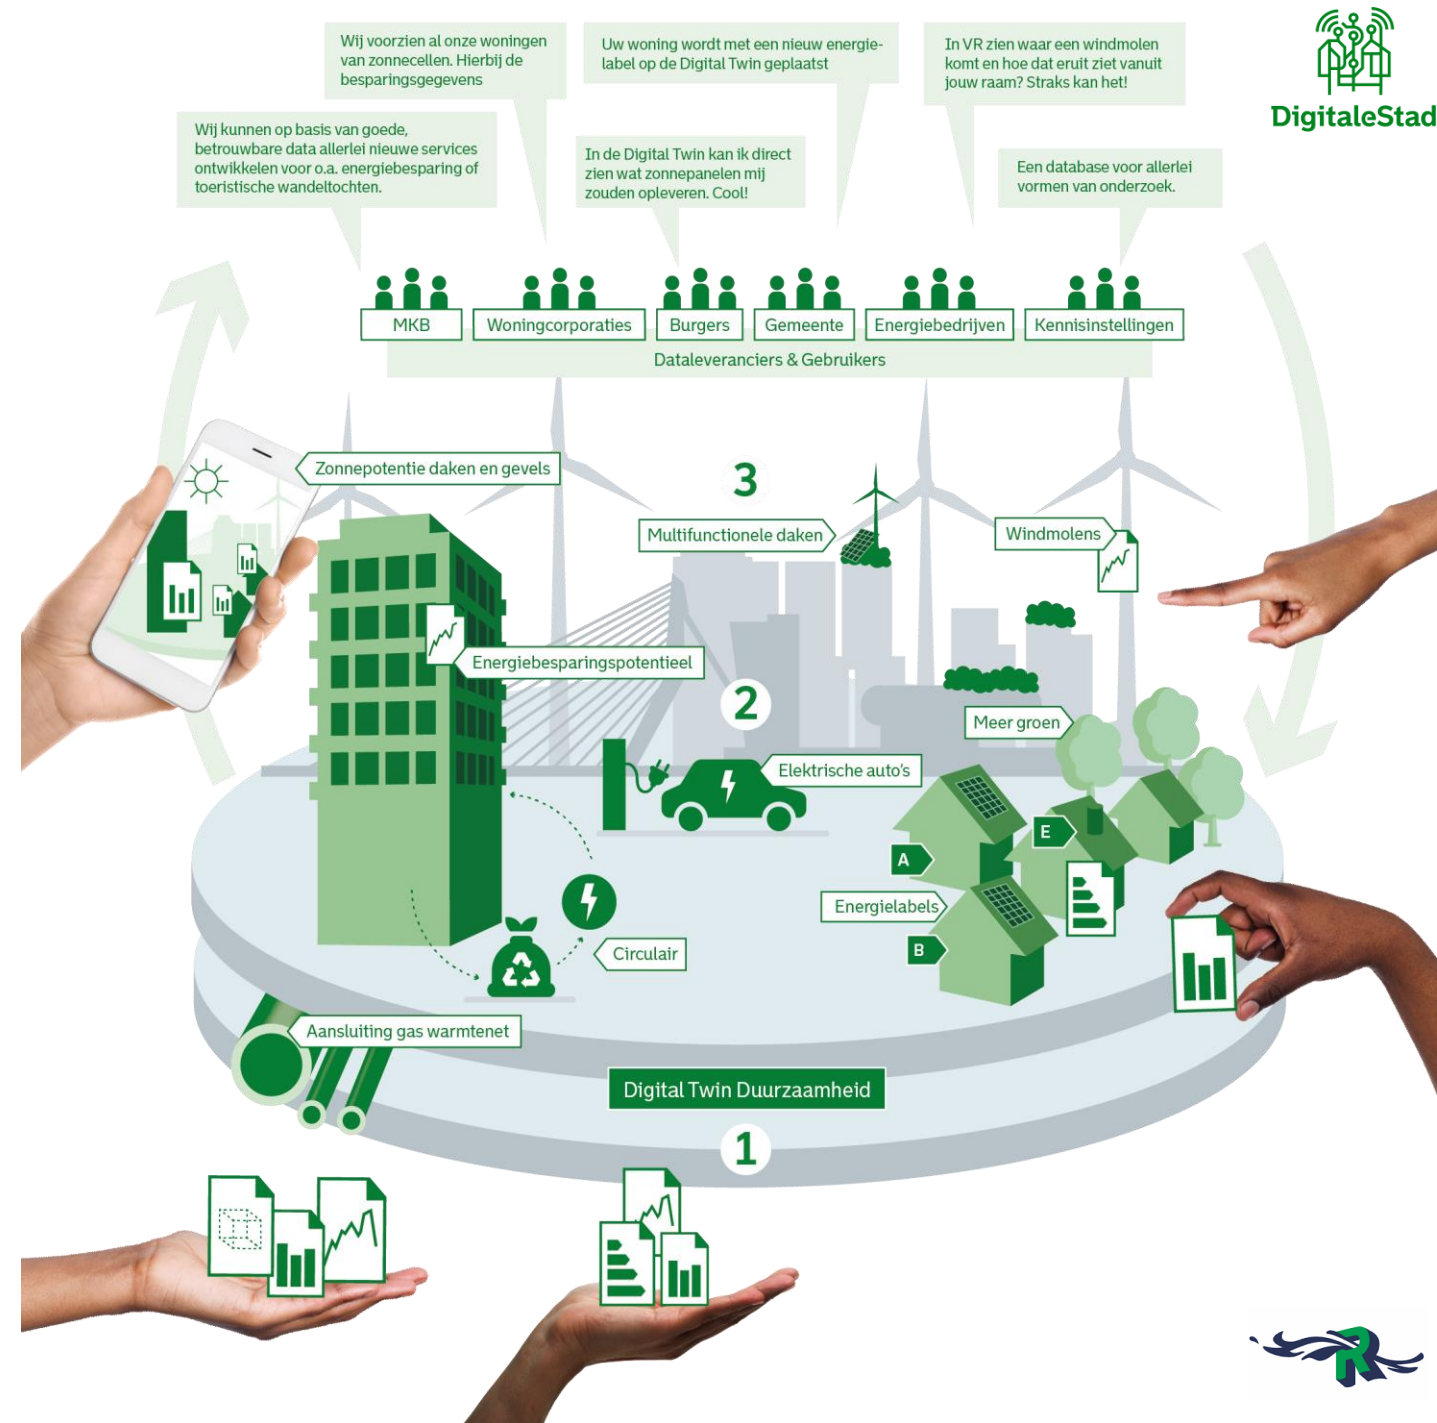 Wij voorzien al onze woningen
van zonnecellen. Hierbij de
besparingsgegevens
Uw woning wordt met een nieuw energie-
label op de Digital Twin geplaatst
In VR zien waar een windmolen
komt en hoe dat eruit ziet vanuit
jouw raam? Straks kan het!
DigitaleStad
Wij kunnen op basis van goede,
betrouwbare data allerlei nieuwe services
ontwikkelen voor o.a. energiebesparing of
toeristische wandeltochten.
In de Digital Twin kan ik direct
zien wat zonnepanelen mij
zouden opleveren. Cool!
Een database voor allerlei
vormen van onderzoek.
MKB
Woningcorporaties
Burgers
Gemeente
Energiebedrijven
Kennisinstellingen
Dataleveranciers & Gebruikers
Zonnepotentie daken en gevels
3
Multifunctionele daken
Windmolens
Energiebesparingspotentieel
2
Meer groen
Elektrische auto's
E
A
Energielabels
B
Circulair
Aansluiting gas warmtenet
Digital Twin Duurzaamheid
1
R